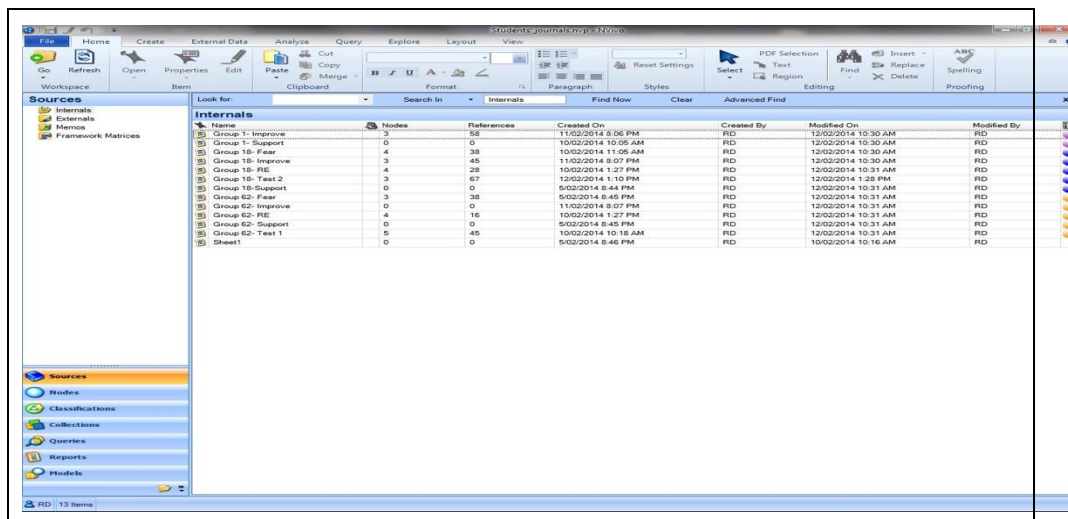 Students' journals.nvp - NVivo
File Home Create External Data Analyze Query Explore Layout View
Go Refresh Open Properties Edit Paste Cut Copy Merge B I U A Reset Settings Select PDF Selection Text Region Find Insert Replace Delete ABC Spelling
Workspace Item Clipboard Format Paragraph Styles Editing Proofing
Sources Look for: Search In Internals Find Now Clear Advanced Find x
Internals
Externals
Memos
Framework Matrices
Internals
Name Nodes References Created On Created By Modified On Modified By
Group 1- Improve 3 58 11/02/2014 8:06 PM RD 12/02/2014 10:30 AM RD
Group 1- Support 0 0 10/02/2014 10:05 AM RD 12/02/2014 10:30 AM RD
Group 18- Fear 4 38 10/02/2014 11:05 AM RD 12/02/2014 10:30 AM RD
Group 18- Improve 3 45 11/02/2014 8:07 PM RD 12/02/2014 10:30 AM RD
Group 18- RE 4 28 10/02/2014 1:27 PM RD 12/02/2014 10:31 AM RD
Group 18- Test 2 3 67 12/02/2014 1:10 PM RD 12/02/2014 1:28 PM RD
Group 18-Support 0 0 5/02/2014 8:44 PM RD 12/02/2014 10:31 AM RD
Group 62- Fear 3 38 5/02/2014 8:45 PM RD 12/02/2014 10:31 AM RD
Group 62- Improve 0 0 11/02/2014 8:07 PM RD 12/02/2014 10:31 AM RD
Group 62- RE 4 16 10/02/2014 1:27 PM RD 12/02/2014 10:31 AM RD
Group 62- Support 0 0 5/02/2014 8:45 PM RD 12/02/2014 10:31 AM RD
Group 62- Test 1 5 45 10/02/2014 10:18 AM RD 12/02/2014 10:31 AM RD
Sheet1 0 0 5/02/2014 8:46 PM RD 10/02/2014 10:16 AM RD
Sources
Nodes
Classifications
Collections
Queries
Reports
Models
RD 13 Items